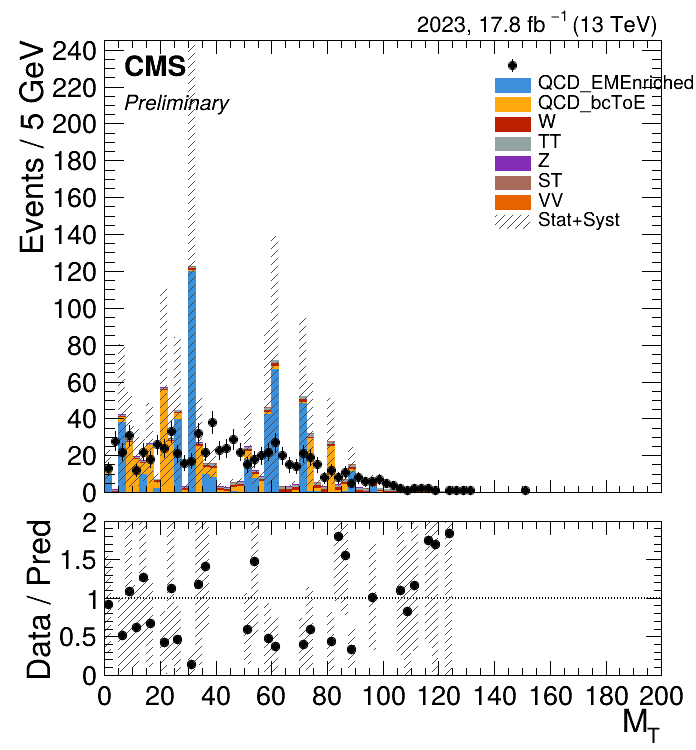 2023, 17.8 fb⁻¹ (13 TeV)
Events / 5 GeV
240
220
200
180
160
140
120
100
80
60
40
20
0
CMS
Preliminary
QCD_EMEnriched
QCD_bcToE
W
TT
Z
ST
VV
Stat+Syst
Data / Pred
2
1.5
1
0.5
0
0 20 40 60 80 100 120 140 160 180 200
M_T